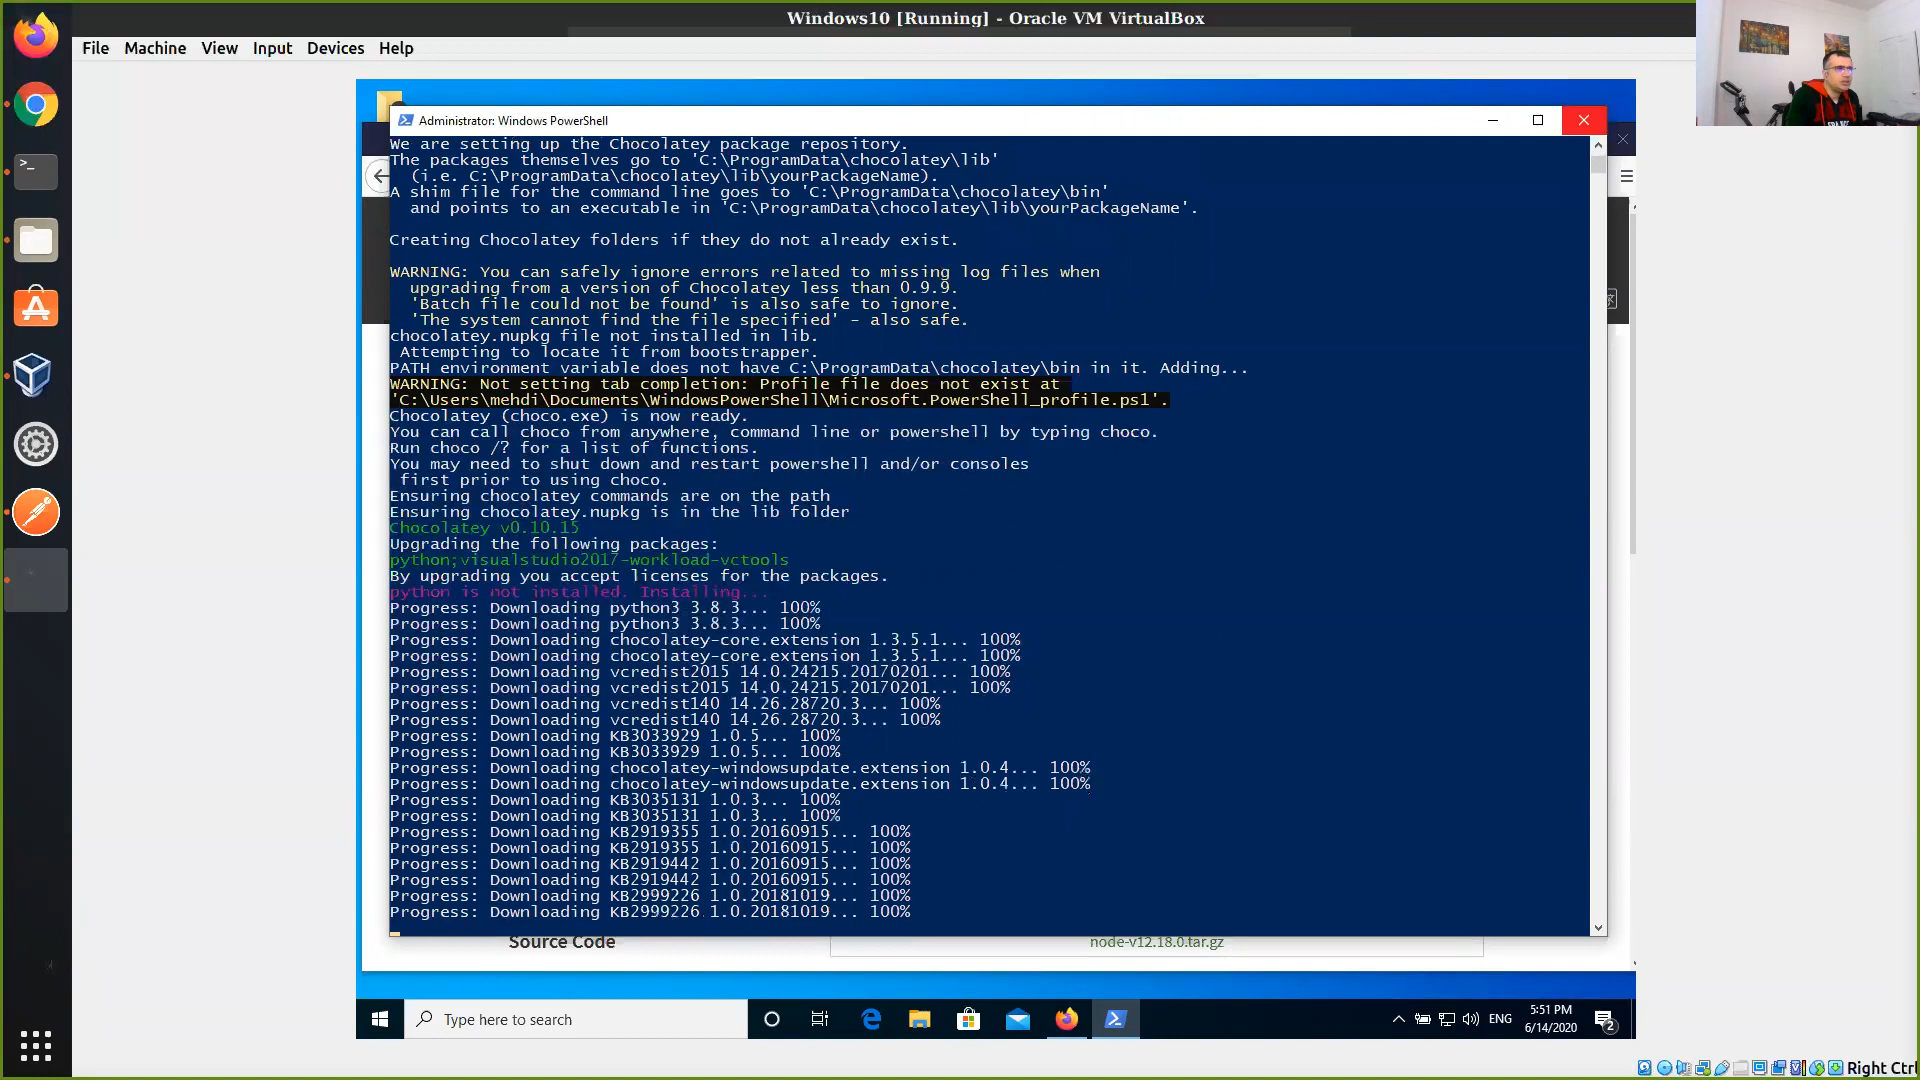 Windows10 [Running] - Oracle VM VirtualBox
File Machine View Input Devices Help
Administrator: Windows PowerShell
We are setting up the Chocolatey package repository.
The packages themselves go to 'C:\ProgramData\chocolatey\lib'
(i.e. C:\ProgramData\chocolatey\lib\yourPackageName).
A shim file for the command line goes to 'C:\ProgramData\chocolatey\bin'
and points to an executable in 'C:\ProgramData\chocolatey\lib\yourPackageName'.
Creating Chocolatey folders if they do not already exist.
WARNING: You can safely ignore errors related to missing log files when
upgrading from a version of Chocolatey less than 0.9.9.
'Batch file could not be found' is also safe to ignore.
'The system cannot find the file specified' - also safe.
chocolatey.nupkg file not installed in lib.
Attempting to locate it from bootstrapper.
PATH environment variable does not have C:\ProgramData\chocolatey\bin in it. Adding...
WARNING: Not setting tab completion: Profile file does not exist at
'C:\Users\mehdi\Documents\WindowsPowerShell\Microsoft.PowerShell_profile.ps1'.
Chocolatey (choco.exe) is now ready.
You can call choco from anywhere, command line or powershell by typing choco.
Run choco /? for a list of functions.
You may need to shut down and restart powershell and/or consoles
first prior to using choco.
Ensuring chocolatey commands are on the path
Ensuring chocolatey.nupkg is in the lib folder
Chocolatey v0.10.15
Upgrading the following packages:
python;visualstudio2017-workload-vctools
By upgrading you accept licenses for the packages.
python is not installed. Installing...
Progress: Downloading python3 3.8.3... 100%
Progress: Downloading python3 3.8.3... 100%
Progress: Downloading chocolatey-core.extension 1.3.5.1... 100%
Progress: Downloading chocolatey-core.extension 1.3.5.1... 100%
Progress: Downloading vcredist2015 14.0.24215.20170201... 100%
Progress: Downloading vcredist2015 14.0.24215.20170201... 100%
Progress: Downloading vcredist140 14.26.28720.3... 100%
Progress: Downloading vcredist140 14.26.28720.3... 100%
Progress: Downloading KB3033929 1.0.5... 100%
Progress: Downloading KB3033929 1.0.5... 100%
Progress: Downloading chocolatey-windowsupdate.extension 1.0.4... 100%
Progress: Downloading chocolatey-windowsupdate.extension 1.0.4... 100%
Progress: Downloading KB3035131 1.0.3... 100%
Progress: Downloading KB3035131 1.0.3... 100%
Progress: Downloading KB2919355 1.0.20160915... 100%
Progress: Downloading KB2919355 1.0.20160915... 100%
Progress: Downloading KB2919442 1.0.20160915... 100%
Progress: Downloading KB2919442 1.0.20160915... 100%
Progress: Downloading KB2999226 1.0.20181019... 100%
Progress: Downloading KB2999226 1.0.20181019... 100%
Source Code node-v12.18.0.tar.gz
Type here to search
ENG
5:51 PM
6/14/2020
2
Right Ctrl